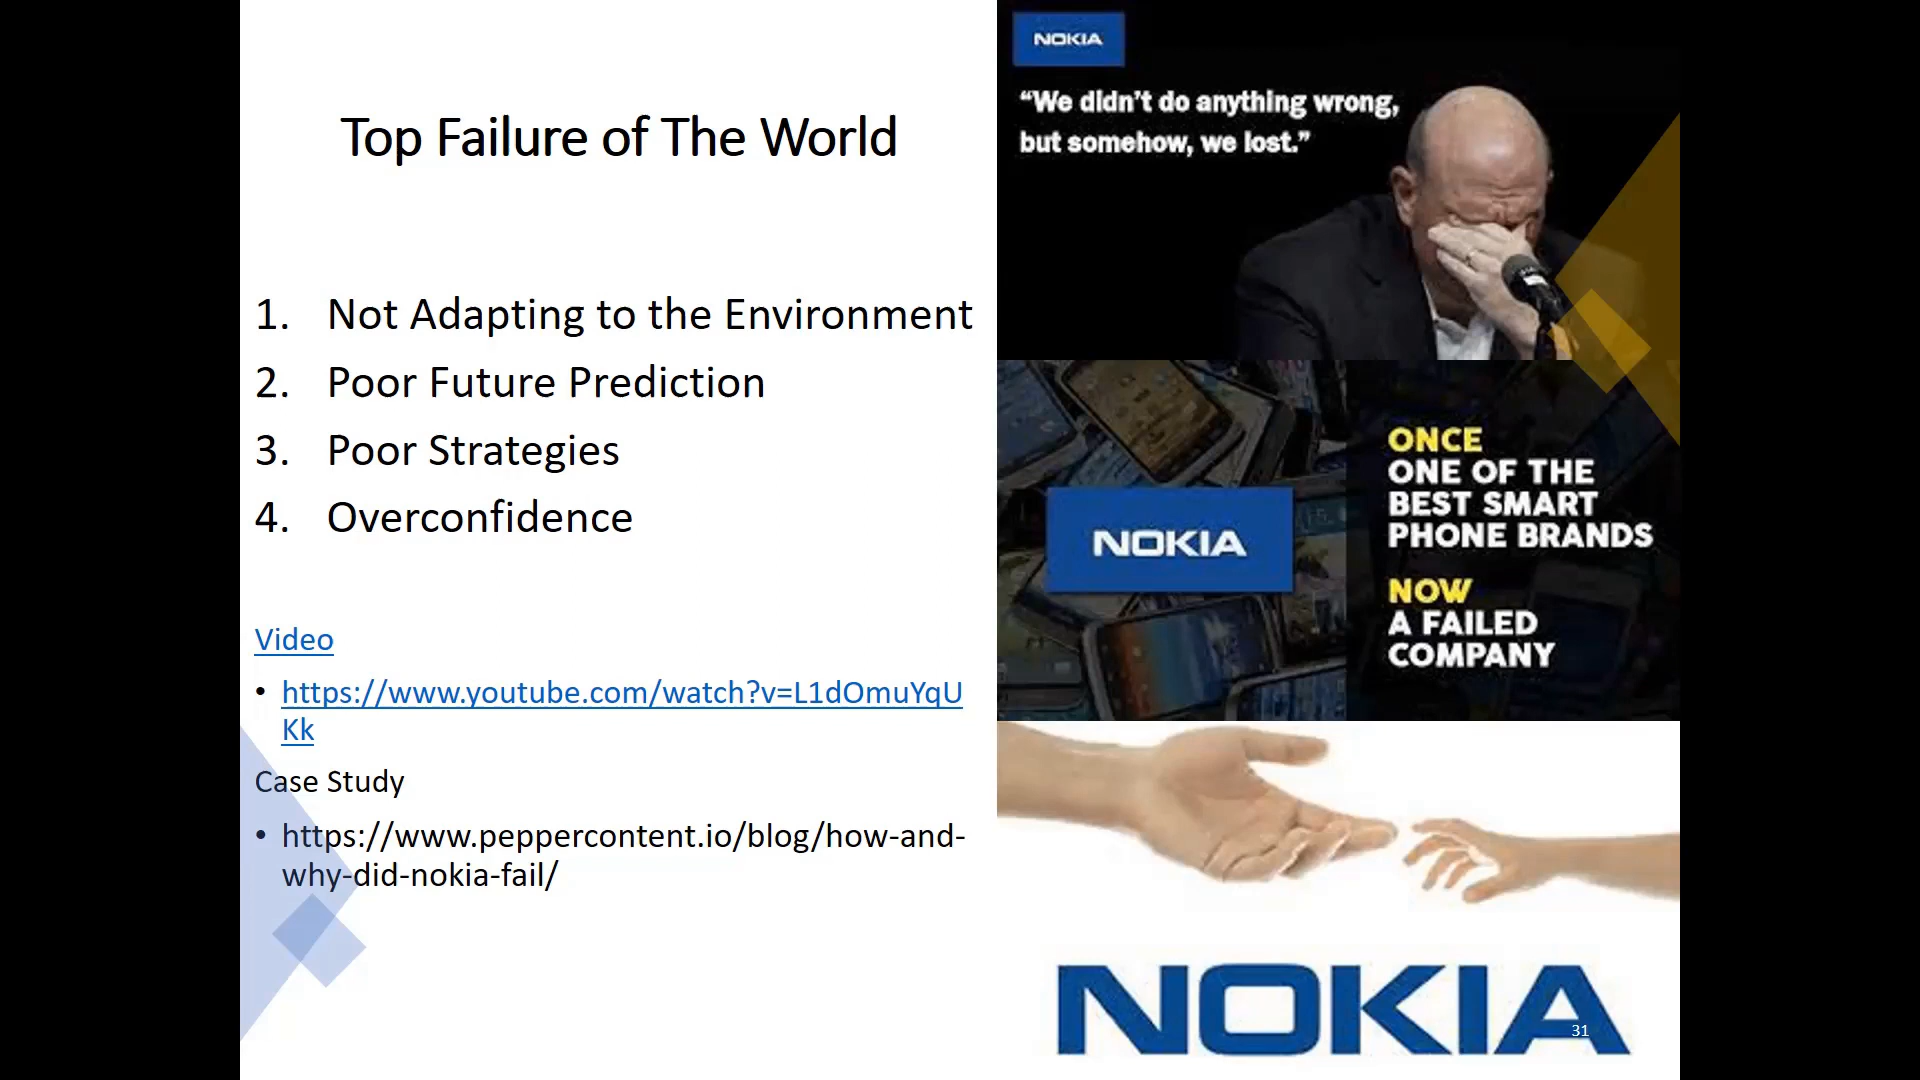 Top Failure of The World
1. Not Adapting to the Environment
2. Poor Future Prediction
3. Poor Strategies
4. Overconfidence
Video
• https://www.youtube.com/watch?v=L1dOmuYqU
Kk
Case Study
• https://www.peppercontent.io/blog/how-and-
why-did-nokia-fail/
NOKIA
“We didn’t do anything wrong,
but somehow, we lost.”
NOKIA
ONCE
ONE OF THE
BEST SMART
PHONE BRANDS
NOW
A FAILED
COMPANY
NOKIA
31